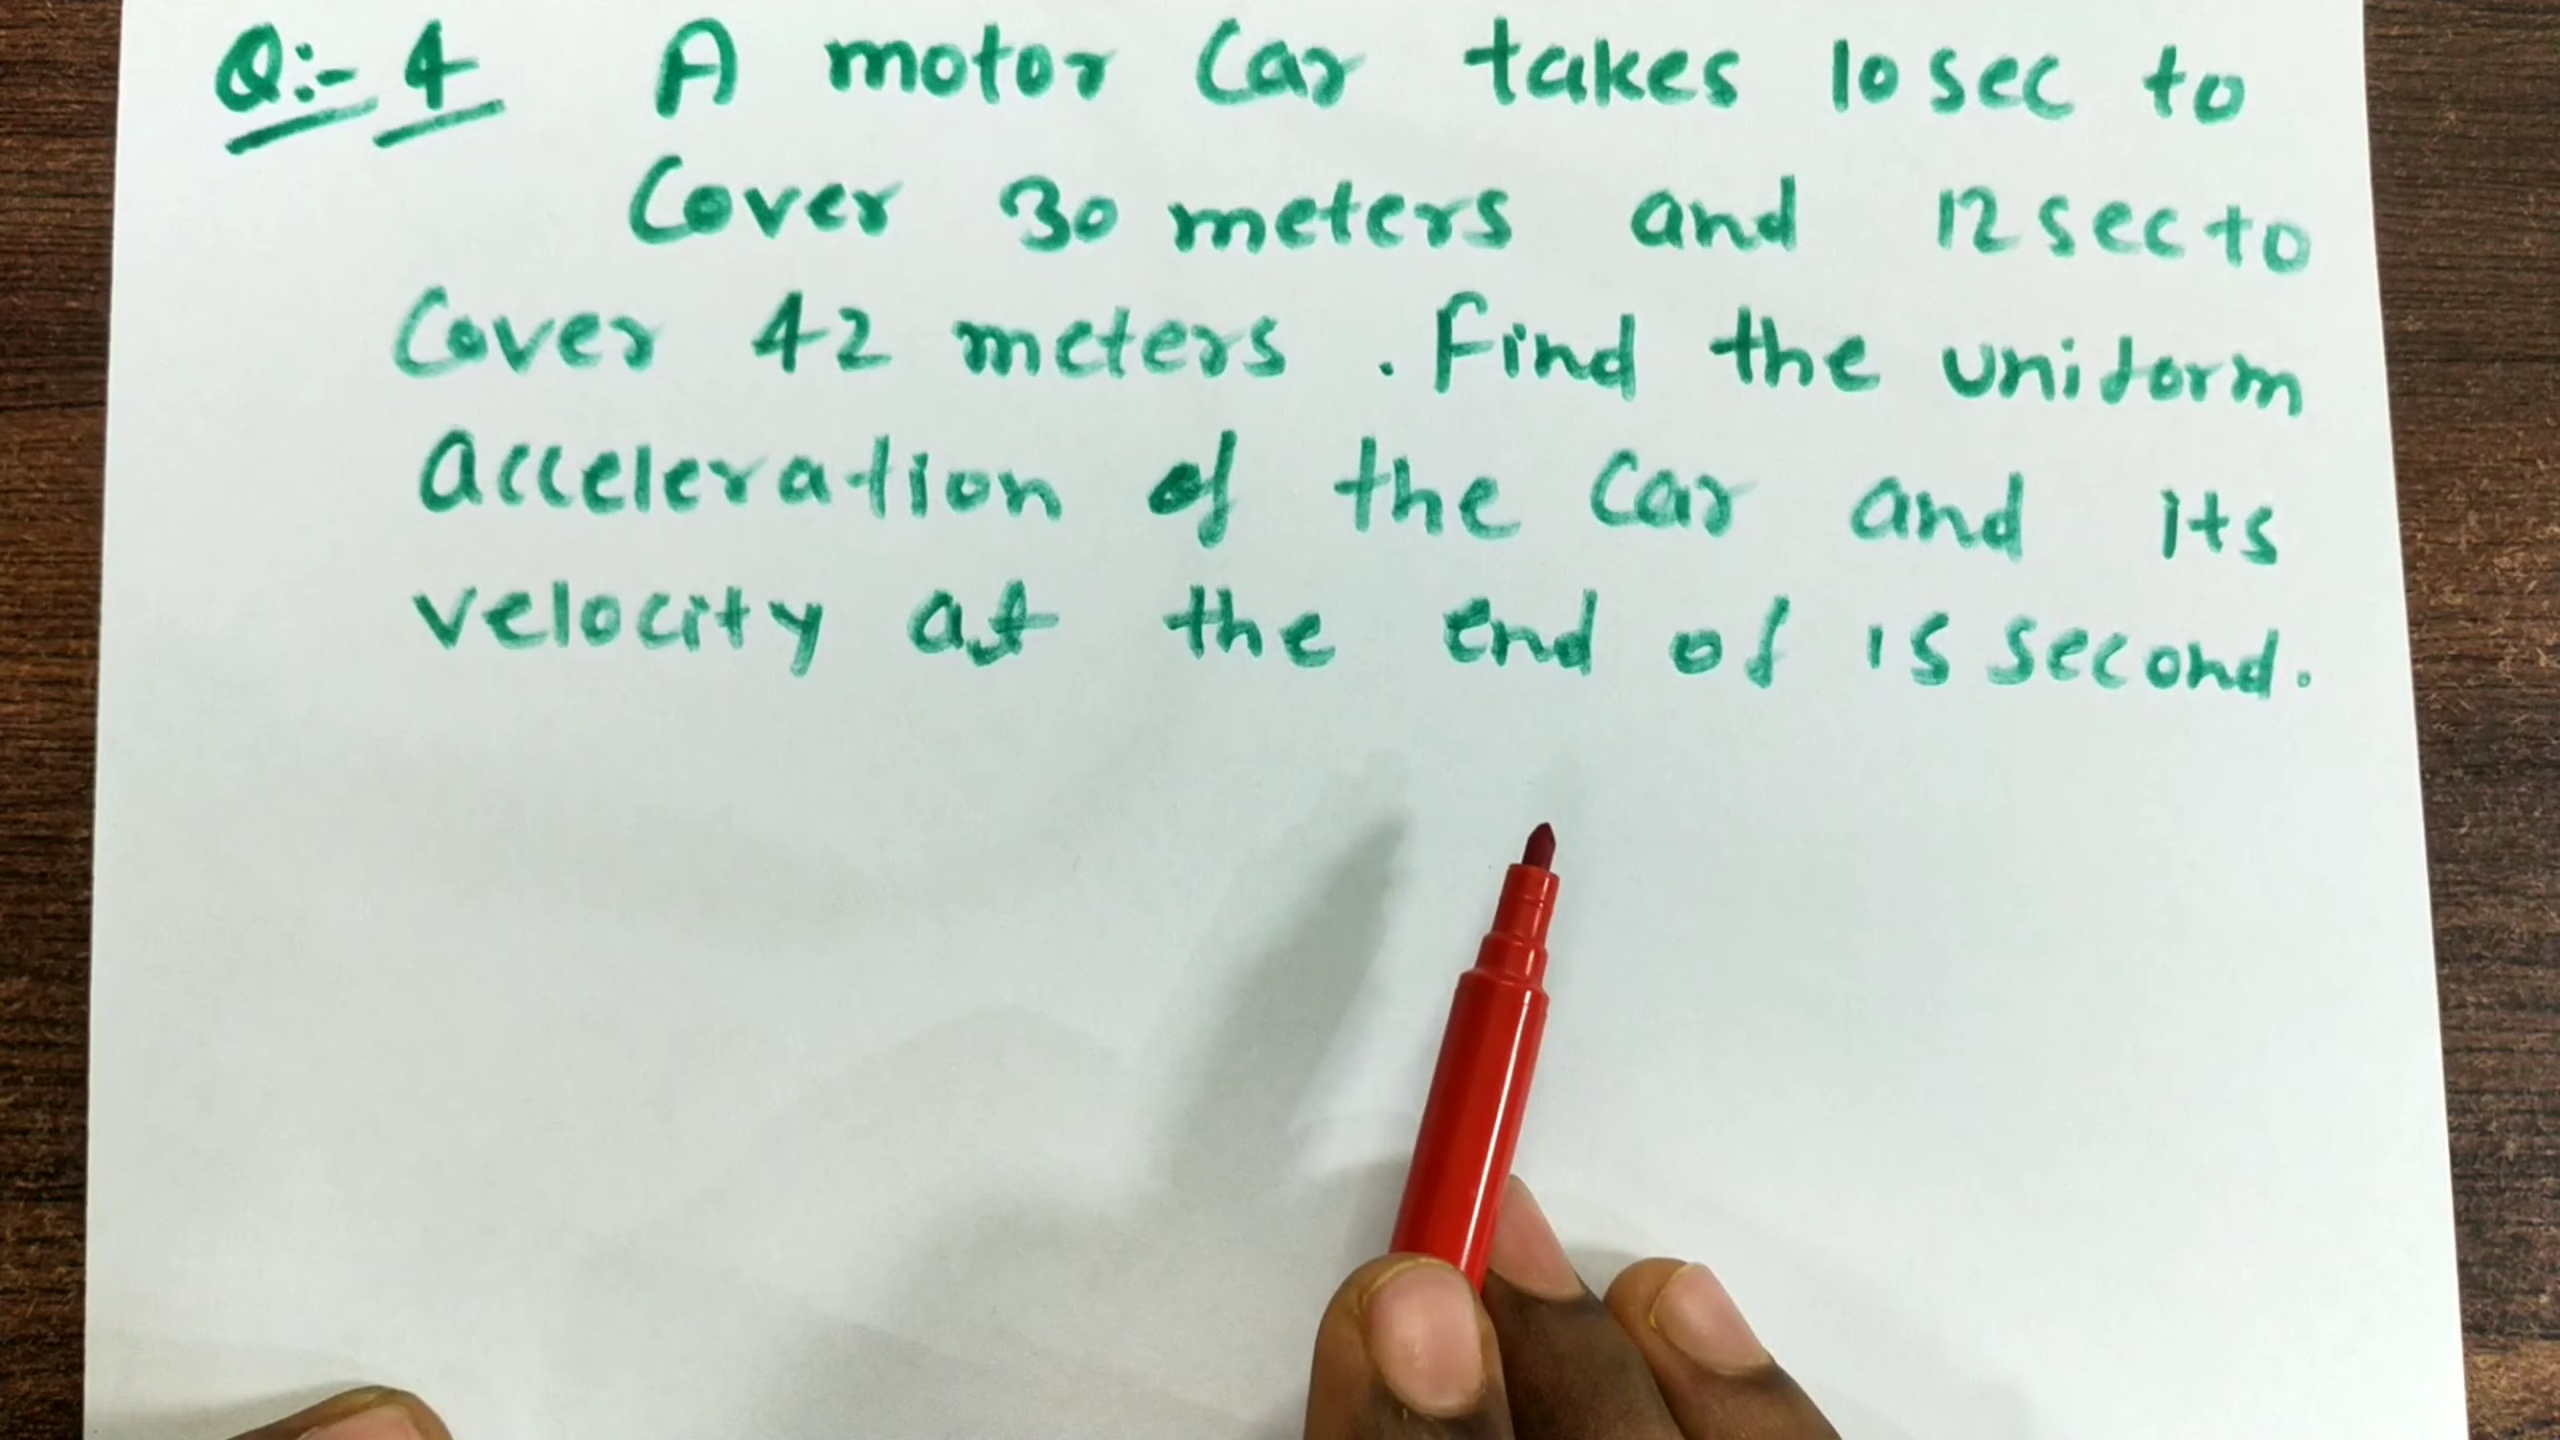 Q:- 4 A motor Car takes 10 sec to
Cover 30 meters and 12 sec to
Cover 42 meters . Find the uniform
acceleration of the Car and its
velocity at the end of 15 second.